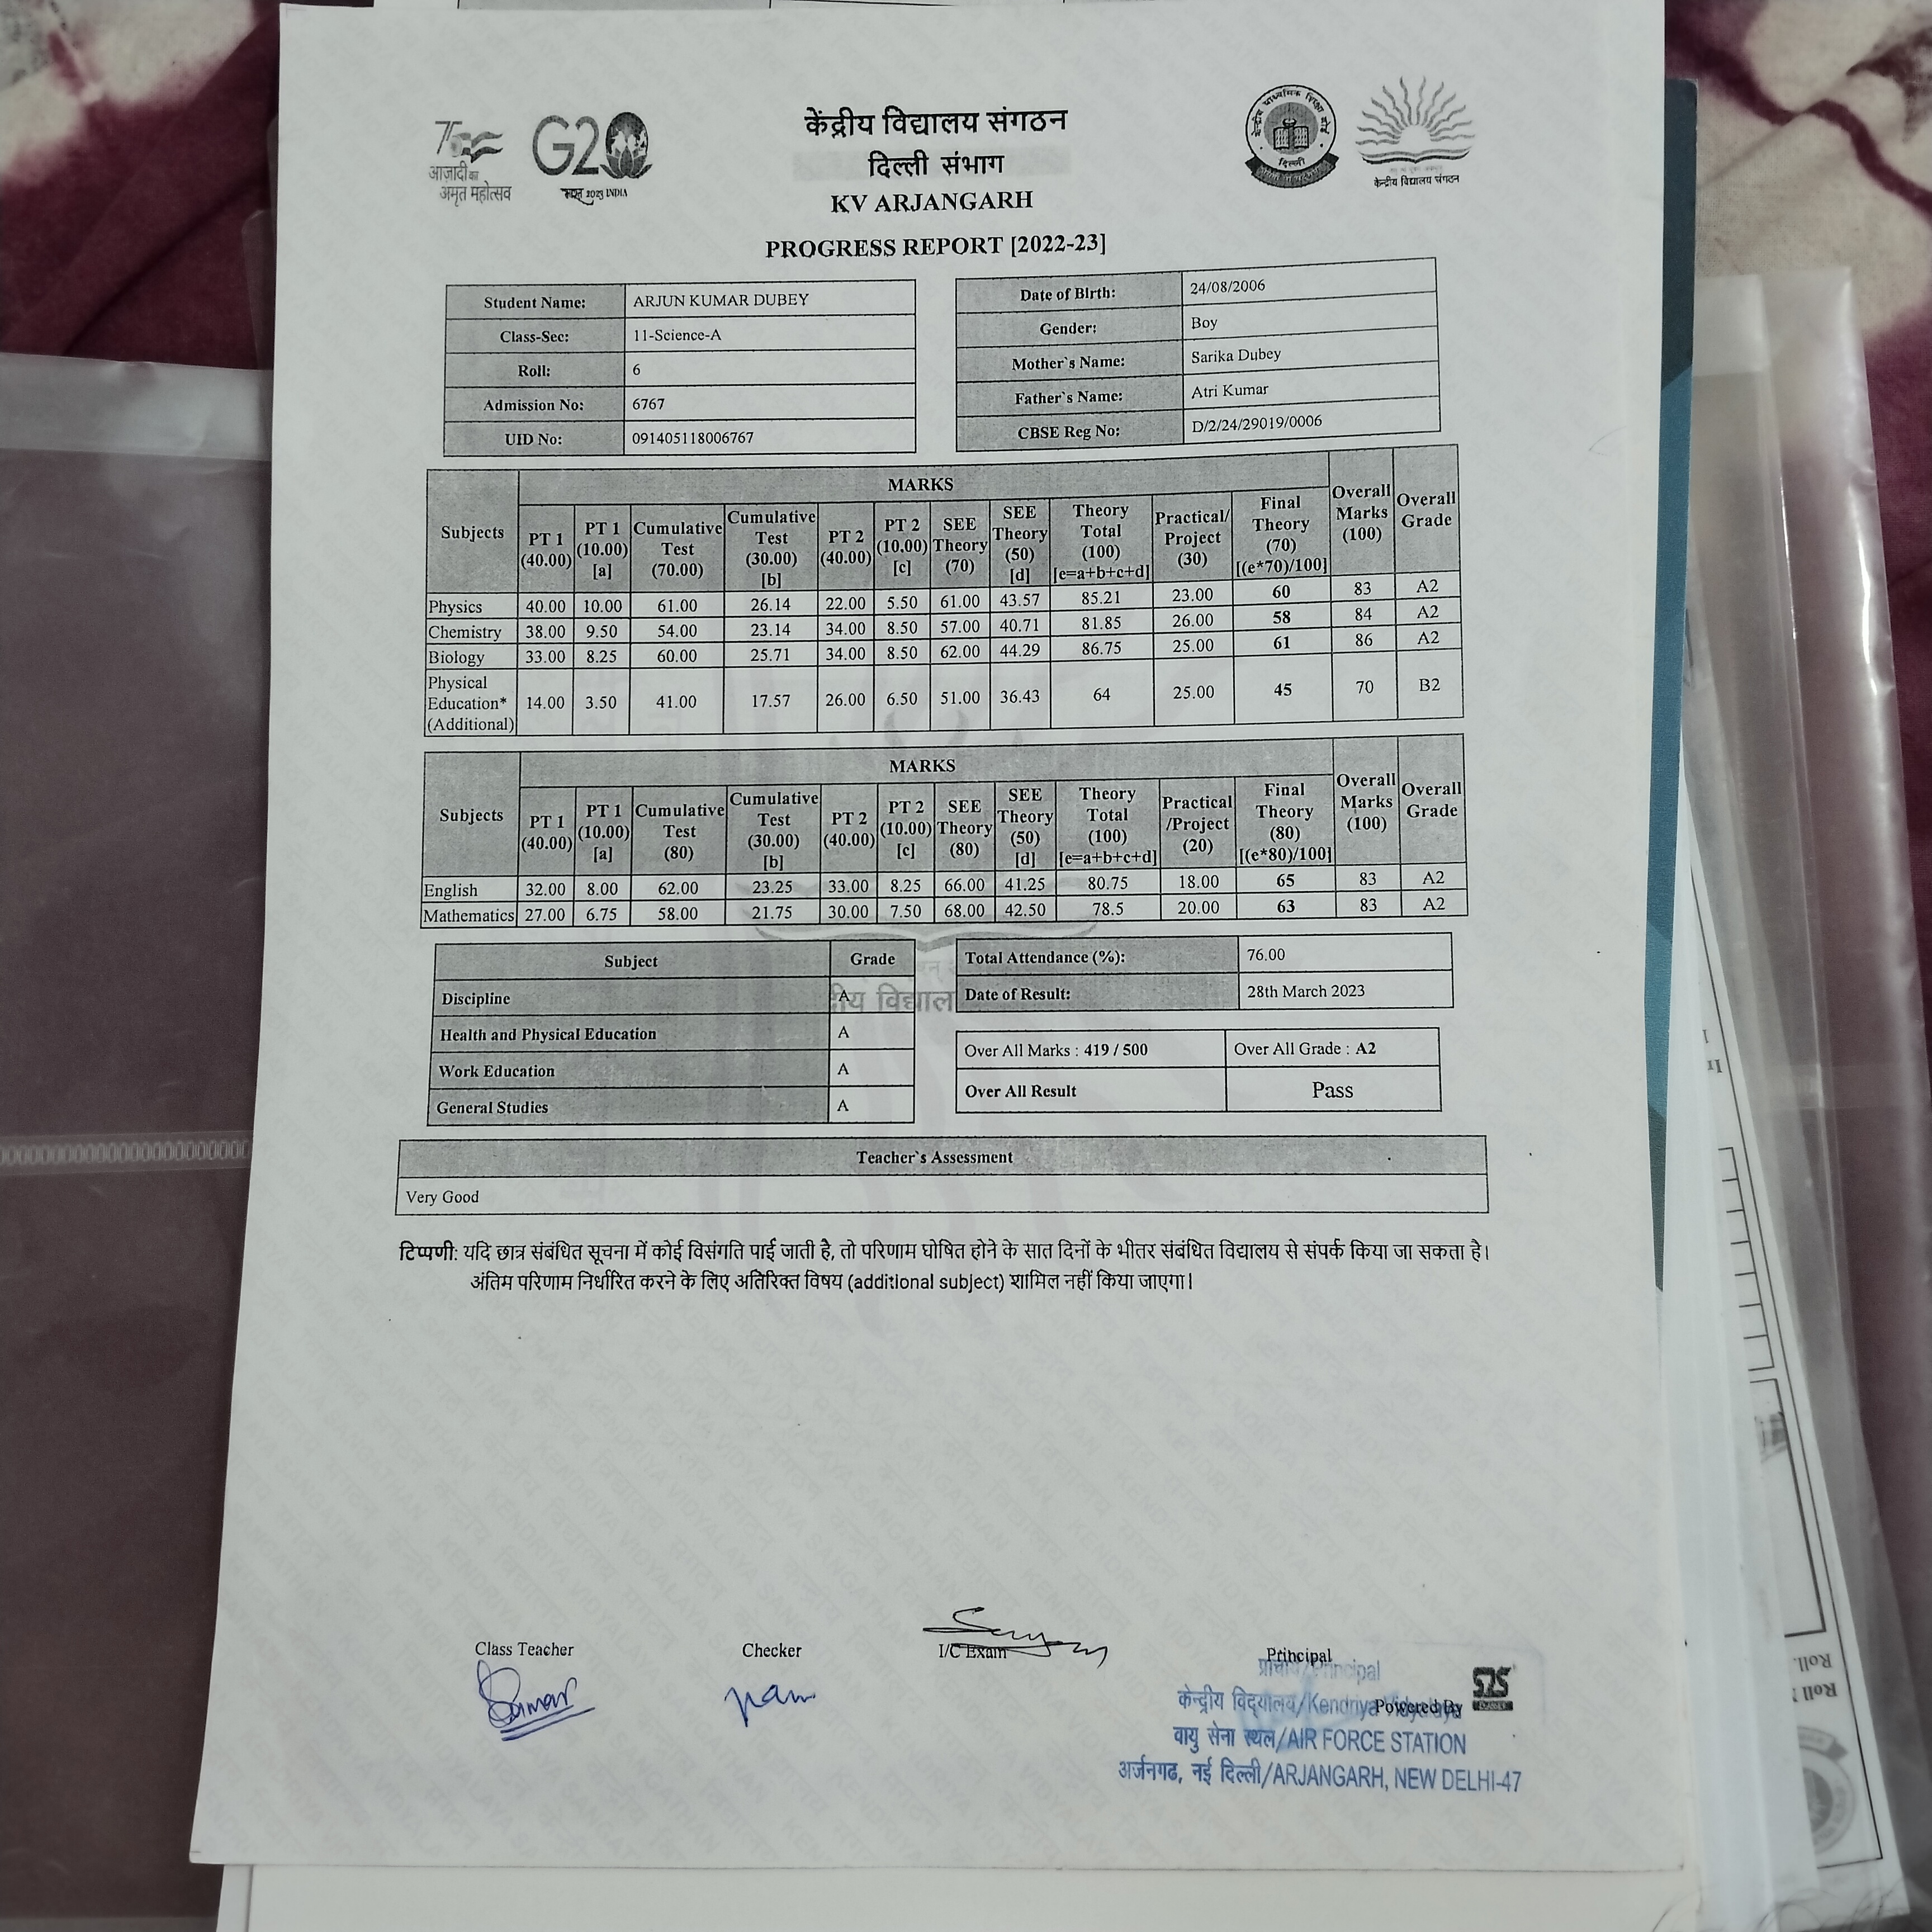 75
आज़ादी का
अमृत महोत्सव
G20
भारत 2023 INDIA
केंद्रीय विद्यालय संगठन
दिल्ली संभाग
KV ARJANGARH
PROGRESS REPORT [2022-23]
केन्द्रीय विद्यालय संगठन
Student Name: ARJUN KUMAR DUBEY
Class-Sec: 11-Science-A
Roll: 6
Admission No: 6767
UID No: 091405118006767
Date of Birth: 24/08/2006
Gender: Boy
Mother`s Name: Sarika Dubey
Father`s Name: Atri Kumar
CBSE Reg No: D/2/24/29019/0006
MARKS
Subjects PT 1 (40.00) PT 1 (10.00) [a] Cumulative Test (70.00) Cumulative Test (30.00) [b] PT 2 (40.00) PT 2 (10.00) [c] SEE Theory (70) SEE Theory (50) [d] Theory Total (100) [e=a+b+c+d] Practical/ Project (30) Final Theory (70) [(e*70)/100] Overall Marks (100) Overall Grade
Physics 40.00 10.00 61.00 26.14 22.00 5.50 61.00 43.57 85.21 23.00 60 83 A2
Chemistry 38.00 9.50 54.00 23.14 34.00 8.50 57.00 40.71 81.85 26.00 58 84 A2
Biology 33.00 8.25 60.00 25.71 34.00 8.50 62.00 44.29 86.75 25.00 61 86 A2
Physical Education* (Additional) 14.00 3.50 41.00 17.57 26.00 6.50 51.00 36.43 64 25.00 45 70 B2
MARKS
Subjects PT 1 (40.00) PT 1 (10.00) [a] Cumulative Test (80) Cumulative Test (30.00) [b] PT 2 (40.00) PT 2 (10.00) [c] SEE Theory (80) SEE Theory (50) [d] Theory Total (100) [e=a+b+c+d] Practical /Project (20) Final Theory (80) [(e*80)/100] Overall Marks (100) Overall Grade
English 32.00 8.00 62.00 23.25 33.00 8.25 66.00 41.25 80.75 18.00 65 83 A2
Mathematics 27.00 6.75 58.00 21.75 30.00 7.50 68.00 42.50 78.5 20.00 63 83 A2
Subject Grade
Discipline A
Health and Physical Education A
Work Education A
General Studies A
Total Attendance (%): 76.00
Date of Result: 28th March 2023
Over All Marks : 419 / 500 Over All Grade : A2
Over All Result Pass
Teacher`s Assessment
Very Good
टिप्पणी: यदि छात्र संबंधित सूचना में कोई विसंगति पाई जाती है, तो परिणाम घोषित होने के सात दिनों के भीतर संबंधित विद्यालय से संपर्क किया जा सकता है।
अंतिम परिणाम निर्धारित करने के लिए अतिरिक्त विषय (additional subject) शामिल नहीं किया जाएगा।
Class Teacher Checker I/C Exam Principal
प्राचार्य/Principal
केन्द्रीय विद्यालय/Kendriya Vidyalaya
Powered By
वायु सेना स्थल/AIR FORCE STATION
अर्जनगढ, नई दिल्ली/ARJANGARH, NEW DELHI-47
Roll.